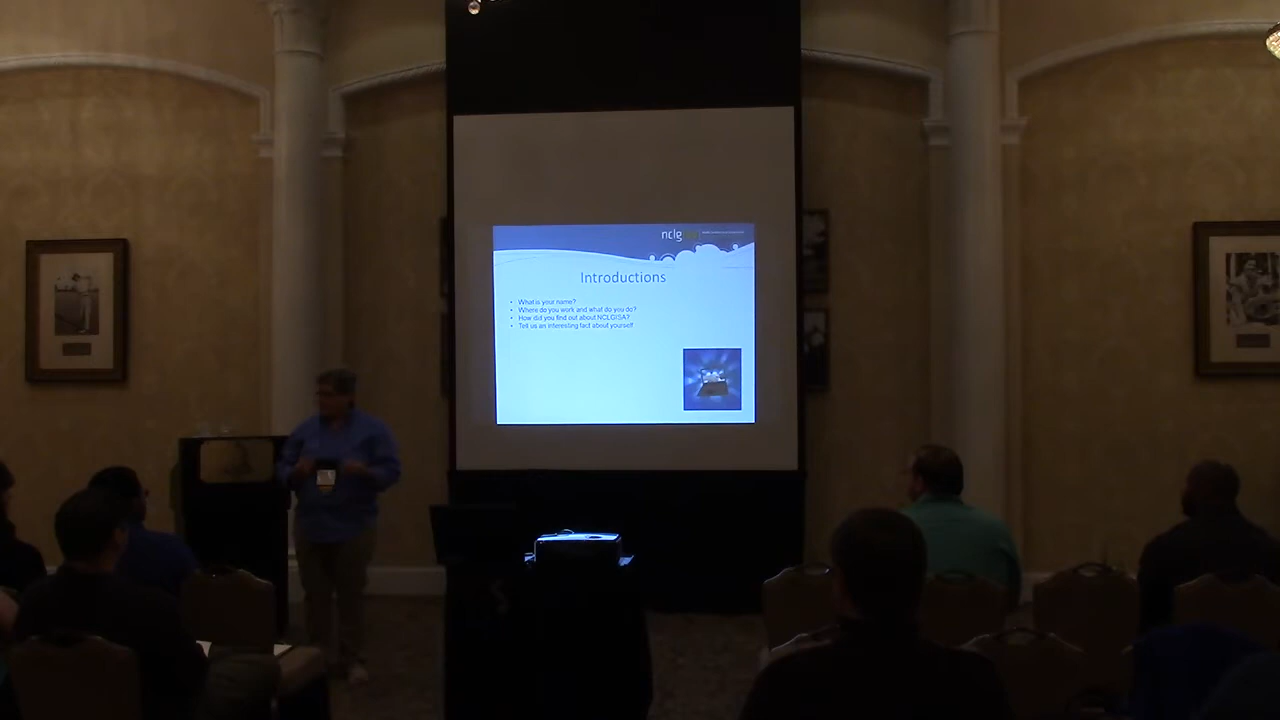 nclg
Introductions
• What is your name?
• Where do you work and what do you do?
• How did you find out about NCLGISA?
• Tell us an interesting fact about yourself